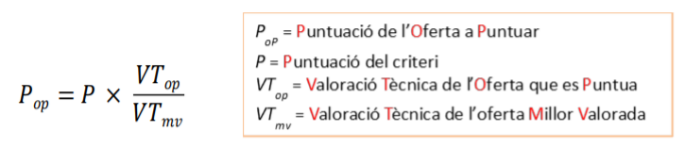 P_op = P × VT_op / VT_mv
P_oP = Puntuació de l'Oferta a Puntuar
P = Puntuació del criteri
VT_op = Valoració Tècnica de l'Oferta que es Puntua
VT_mv = Valoració Tècnica de l'oferta Millor Valorada